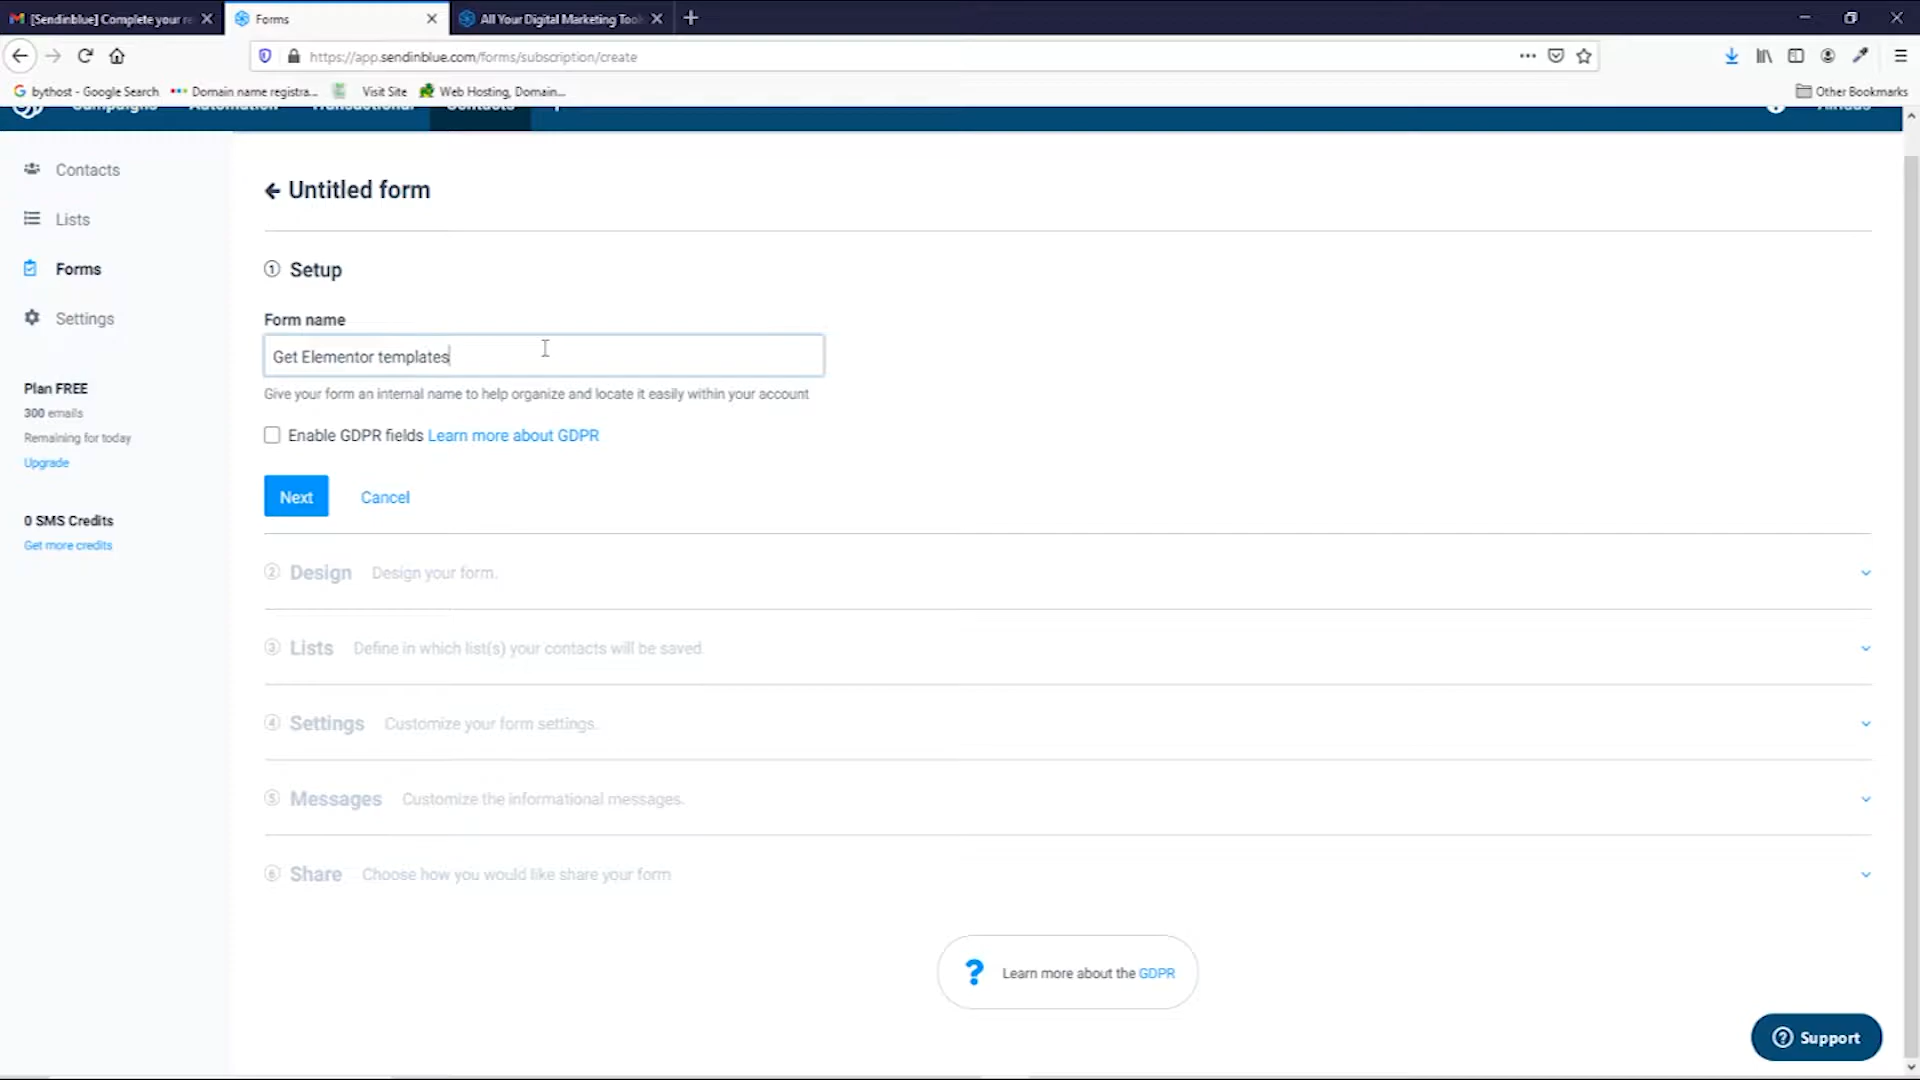 [Sendinblue] Complete your re
Forms
All Your Digital Marketing Tool
https://app.sendinblue.com/forms/subscription/create
bythost - Google Search
Domain name registra...
Visit Site
Web Hosting, Domain...
Other Bookmarks
Campaigns
Automation
Transactional
Contacts
Contacts
Lists
Forms
Settings
Plan FREE
300 emails
Remaining for today
Upgrade
0 SMS Credits
Get more credits
Untitled form
1 Setup
Form name
Get Elementor templates
Give your form an internal name to help organize and locate it easily within your account
Enable GDPR fields Learn more about GDPR
Next
Cancel
2 Design Design your form.
3 Lists Define in which list(s) your contacts will be saved
4 Settings Customize your form settings.
5 Messages Customize the informational messages.
6 Share Choose how you would like share your form
? Learn more about the GDPR
? Support